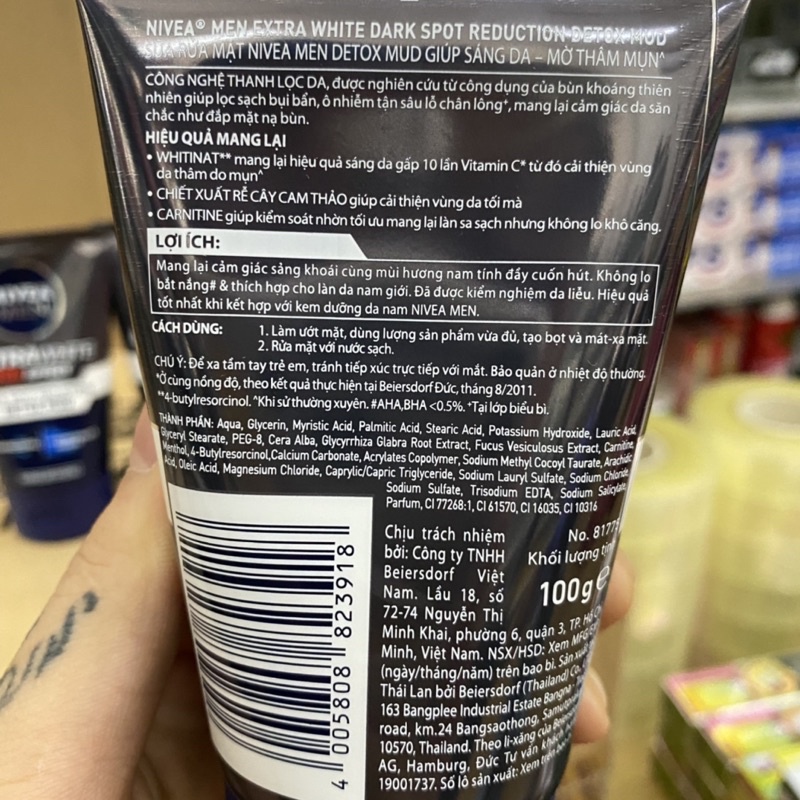 NIVEA® MEN EXTRA WHITE DARK SPOT REDUCTION DETOX MUD
SỮA RỬA MẶT NIVEA MEN DETOX MUD GIÚP SÁNG DA – MỜ THÂM MỤN^
CÔNG NGHỆ THANH LỌC DA, được nghiên cứu từ công dụng của bùn khoáng thiên
nhiên giúp lọc sạch bụi bẩn, ô nhiễm tận sâu lỗ chân lông⁺, mang lại cảm giác da săn
chắc như đắp mặt nạ bùn.
HIỆU QUẢ MANG LẠI
• WHITINAT** mang lại hiệu quả sáng da gấp 10 lần Vitamin C* từ đó cải thiện vùng
da thâm do mụn^
• CHIẾT XUẤT RỄ CÂY CAM THẢO giúp cải thiện vùng da tối mà
• CARNITINE giúp kiểm soát nhờn tối ưu mang lại làn sa sạch nhưng không lo khô căng.
LỢI ÍCH:
Mang lại cảm giác sảng khoái cùng mùi hương nam tính đầy cuốn hút. Không lo
bắt nắng# & thích hợp cho làn da nam giới. Đã được kiểm nghiệm da liễu. Hiệu quả
tốt nhất khi kết hợp với kem dưỡng da nam NIVEA MEN.
CÁCH DÙNG: 1. Làm ướt mặt, dùng lượng sản phẩm vừa đủ, tạo bọt và mát-xa mặt.
2. Rửa mặt với nước sạch.
CHÚ Ý: Để xa tầm tay trẻ em, tránh tiếp xúc trực tiếp với mắt. Bảo quản ở nhiệt độ thường.
*Ở cùng nồng độ, theo kết quả thực hiện tại Beiersdorf Đức, tháng 8/2011.
**4-butylresorcinol. ^Khi sử thường xuyên. #AHA,BHA <0.5%. ⁺Tại lớp biểu bì.
THÀNH PHẦN: Aqua, Glycerin, Myristic Acid, Palmitic Acid, Stearic Acid, Potassium Hydroxide, Lauric Acid,
Glyceryl Stearate, PEG-8, Cera Alba, Glycyrrhiza Glabra Root Extract, Fucus Vesiculosus Extract, Carnitine,
Menthol, 4-Butylresorcinol, Calcium Carbonate, Acrylates Copolymer, Sodium Methyl Cocoyl Taurate, Arachidic
Acid, Oleic Acid, Magnesium Chloride, Caprylic/Capric Triglyceride, Sodium Lauryl Sulfate, Sodium Chloride,
Sodium Sulfate, Trisodium EDTA, Sodium Salicylate,
Parfum, CI 77268:1, CI 61570, CI 16035, CI 10316
Chịu trách nhiệm
bởi: Công ty TNHH
Beiersdorf Việt
Nam. Lầu 18, số
72-74 Nguyễn Thị
Minh Khai, phường 6, quận 3, TP. Hồ
Minh, Việt Nam. NSX/HSD: Xem MFG
(ngày/tháng/năm) trên bao bì. Sản xuất
Thái Lan bởi Beiersdorf (Thailand) Co.
163 Bangplee Industrial Estate Bangna
road, km.24 Bangsaothong,
10570, Thailand. Theo li-xăng của
AG, Hamburg, Đức Tư vấn khách
19001737. Số lô sản xuất: Xem trên bao
No. 8177
Khối lượng
100g e
4 005808 823918